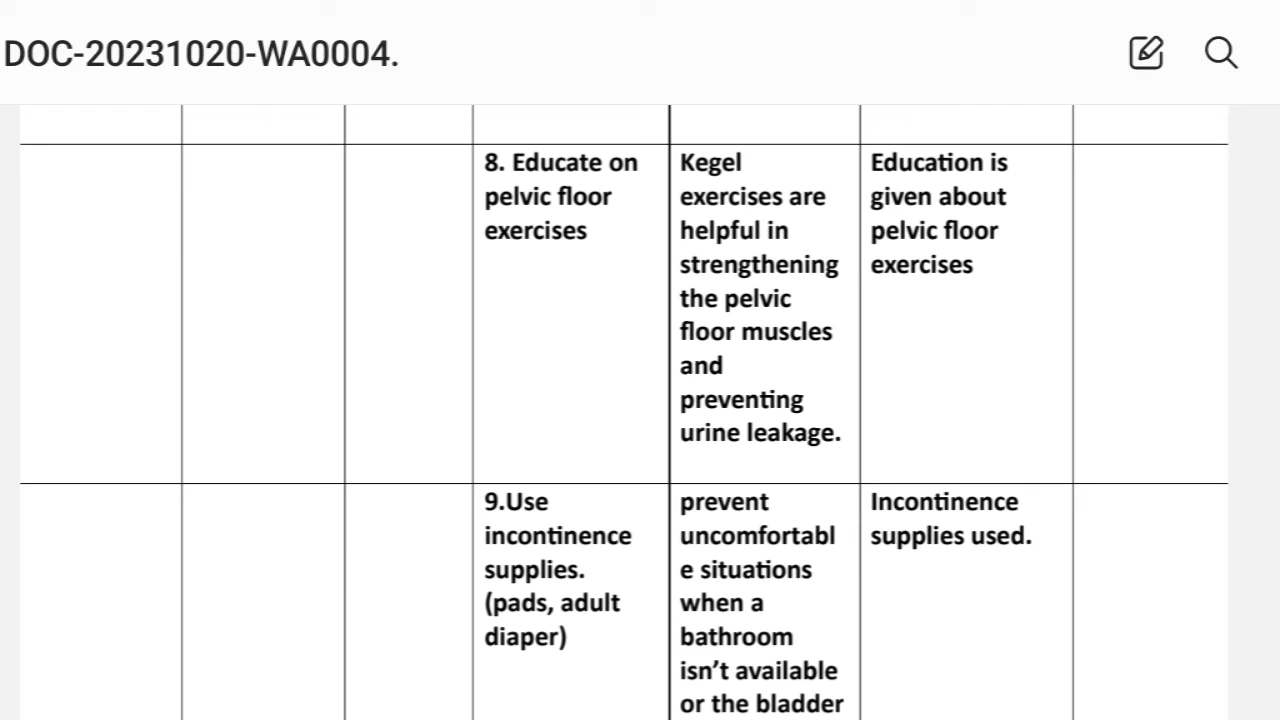 DOC-20231020-WA0004.
8. Educate on
pelvic floor
exercises
Kegel
exercises are
helpful in
strengthening
the pelvic
floor muscles
and
preventing
urine leakage.
Education is
given about
pelvic floor
exercises
9.Use
incontinence
supplies.
(pads, adult
diaper)
prevent
uncomfortabl
e situations
when a
bathroom
isn’t available
or the bladder
Incontinence
supplies used.